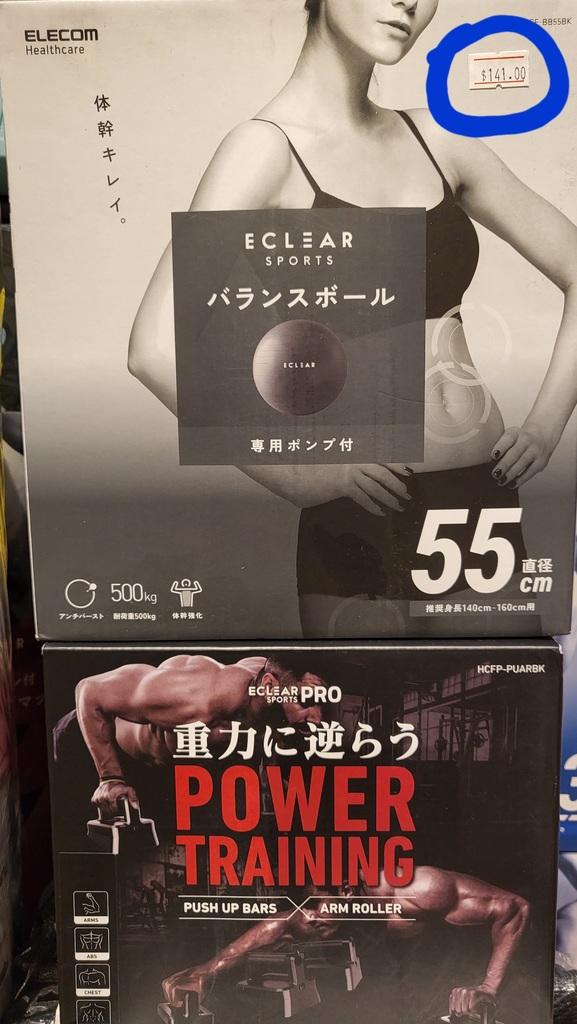 ELECOM
Healthcare
-BB55BK
$141.00
体幹キレイ。
ECLEAR
SPORTS
バランスボール
ECLEAR
専用ポンプ付
55
直径
cm
推奨身長140cm-160cm用
500kg
アンチバースト
耐荷重500kg
体幹強化
HCFP-PUARBK
ECLEAR
SPORTS
PRO
重力に逆らう
POWER
TRAINING
PUSH UP BARS
ARM ROLLER
ARMS
ABS
CHEST